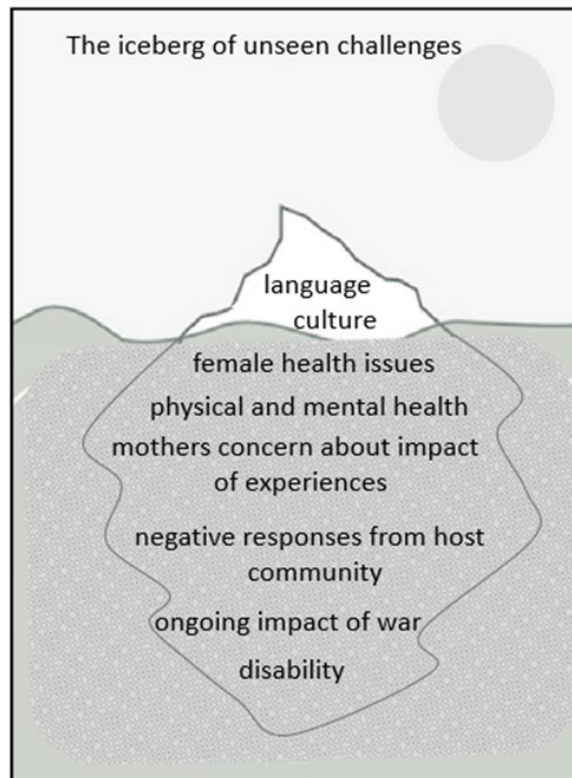 The iceberg of unseen challenges
language
culture
female health issues
physical and mental health
mothers concern about impact
of experiences
negative responses from host
community
ongoing impact of war
disability